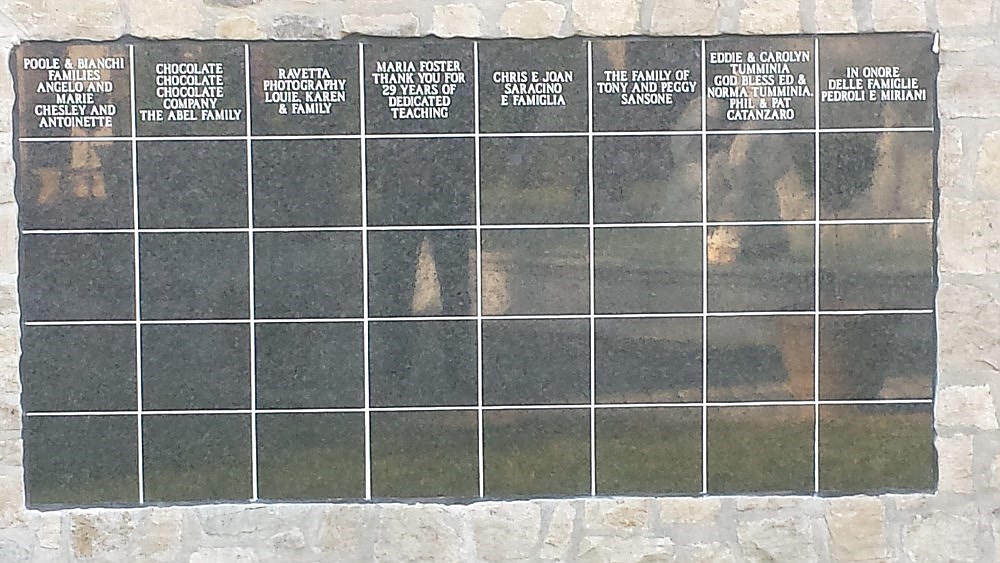 POOLE & BIANCHI
FAMILIES
ANGELO AND
MARIE
CHESLEY AND
ANTOINETTE
CHOCOLATE
CHOCOLATE
CHOCOLATE
COMPANY
THE ABEL FAMILY
RAVETTA
PHOTOGRAPHY
LOUIE, KAREN
& FAMILY
MARIA FOSTER
THANK YOU FOR
29 YEARS OF
DEDICATED
TEACHING
CHRIS E JOAN
SARACINO
E FAMIGLIA
THE FAMILY OF
TONY AND PEGGY
SANSONE
EDDIE & CAROLYN
TUMMINIA
GOD BLESS ED &
NORMA TUMMINIA,
PHIL & PAT
CATANZARO
IN ONORE
DELLE FAMIGLIE
PEDROLI E MIRIANI